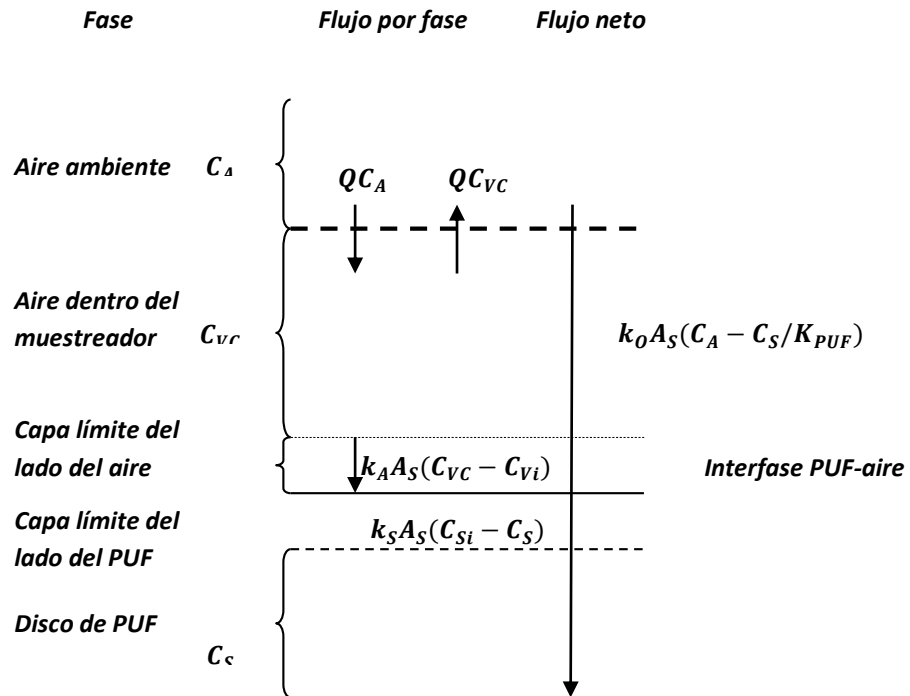 Fase Flujo por fase Flujo neto
Aire ambiente C_A QC_A QC_VC
Aire dentro del
muestreador C_VC k_O A_S(C_A − C_S/K_PUF)
Capa límite del
lado del aire k_A A_S(C_VC − C_Vi) Interfase PUF-aire
Capa límite del
lado del PUF k_S A_S(C_Si − C_S)
Disco de PUF
C_S